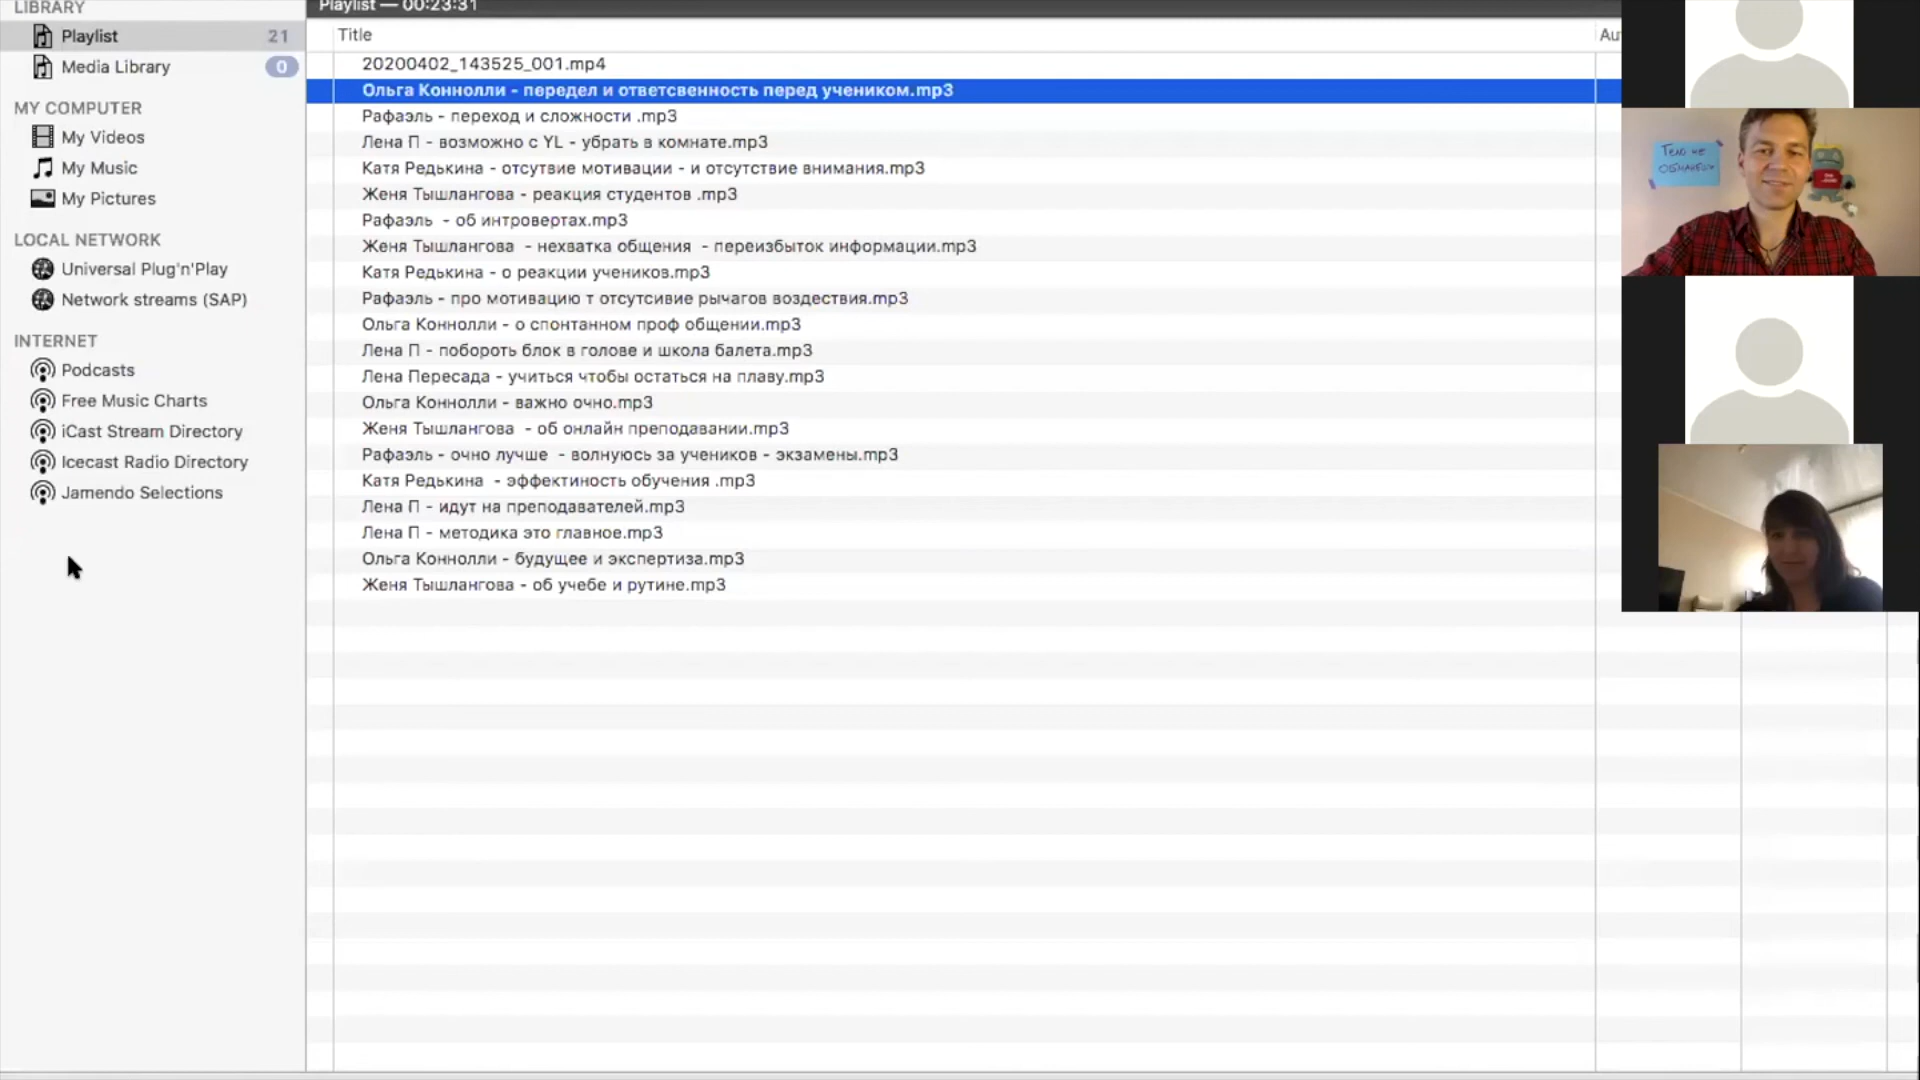 LIBRARY
Playlist 21
Media Library 0
MY COMPUTER
My Videos
My Music
My Pictures
LOCAL NETWORK
Universal Plug'n'Play
Network streams (SAP)
INTERNET
Podcasts
Free Music Charts
iCast Stream Directory
Icecast Radio Directory
Jamendo Selections
Playlist — 00:23:31
Title
20200402_143525_001.mp4
Ольга Коннолли - передел и ответсвенность перед учеником.mp3
Рафаэль - переход и сложности .mp3
Лена П - возможно с YL - убрать в комнате.mp3
Катя Редькина - отсутвие мотивации - и отсутствие внимания.mp3
Женя Тышлангова - реакция студентов .mp3
Рафаэль  - об интровертах.mp3
Женя Тышлангова  - нехватка общения  - переизбыток информации.mp3
Катя Редькина - о реакции учеников.mp3
Рафаэль - про мотивацию т отсутсивие рычагов воздествия.mp3
Ольга Коннолли - о спонтанном проф общении.mp3
Лена П - побороть блок в голове и школа балета.mp3
Лена Пересада - учиться чтобы остаться на плаву.mp3
Ольга Коннолли - важно очно.mp3
Женя Тышлангова  - об онлайн преподавании.mp3
Рафаэль - очно лучше  - волнуюсь за учеников - экзамены.mp3
Катя Редькина  - эффектиность обучения .mp3
Лена П - идут на преподавателей.mp3
Лена П - методика это главное.mp3
Ольга Коннолли - будущее и экспертиза.mp3
Женя Тышлангова - об учебе и рутине.mp3
Au
Тело не